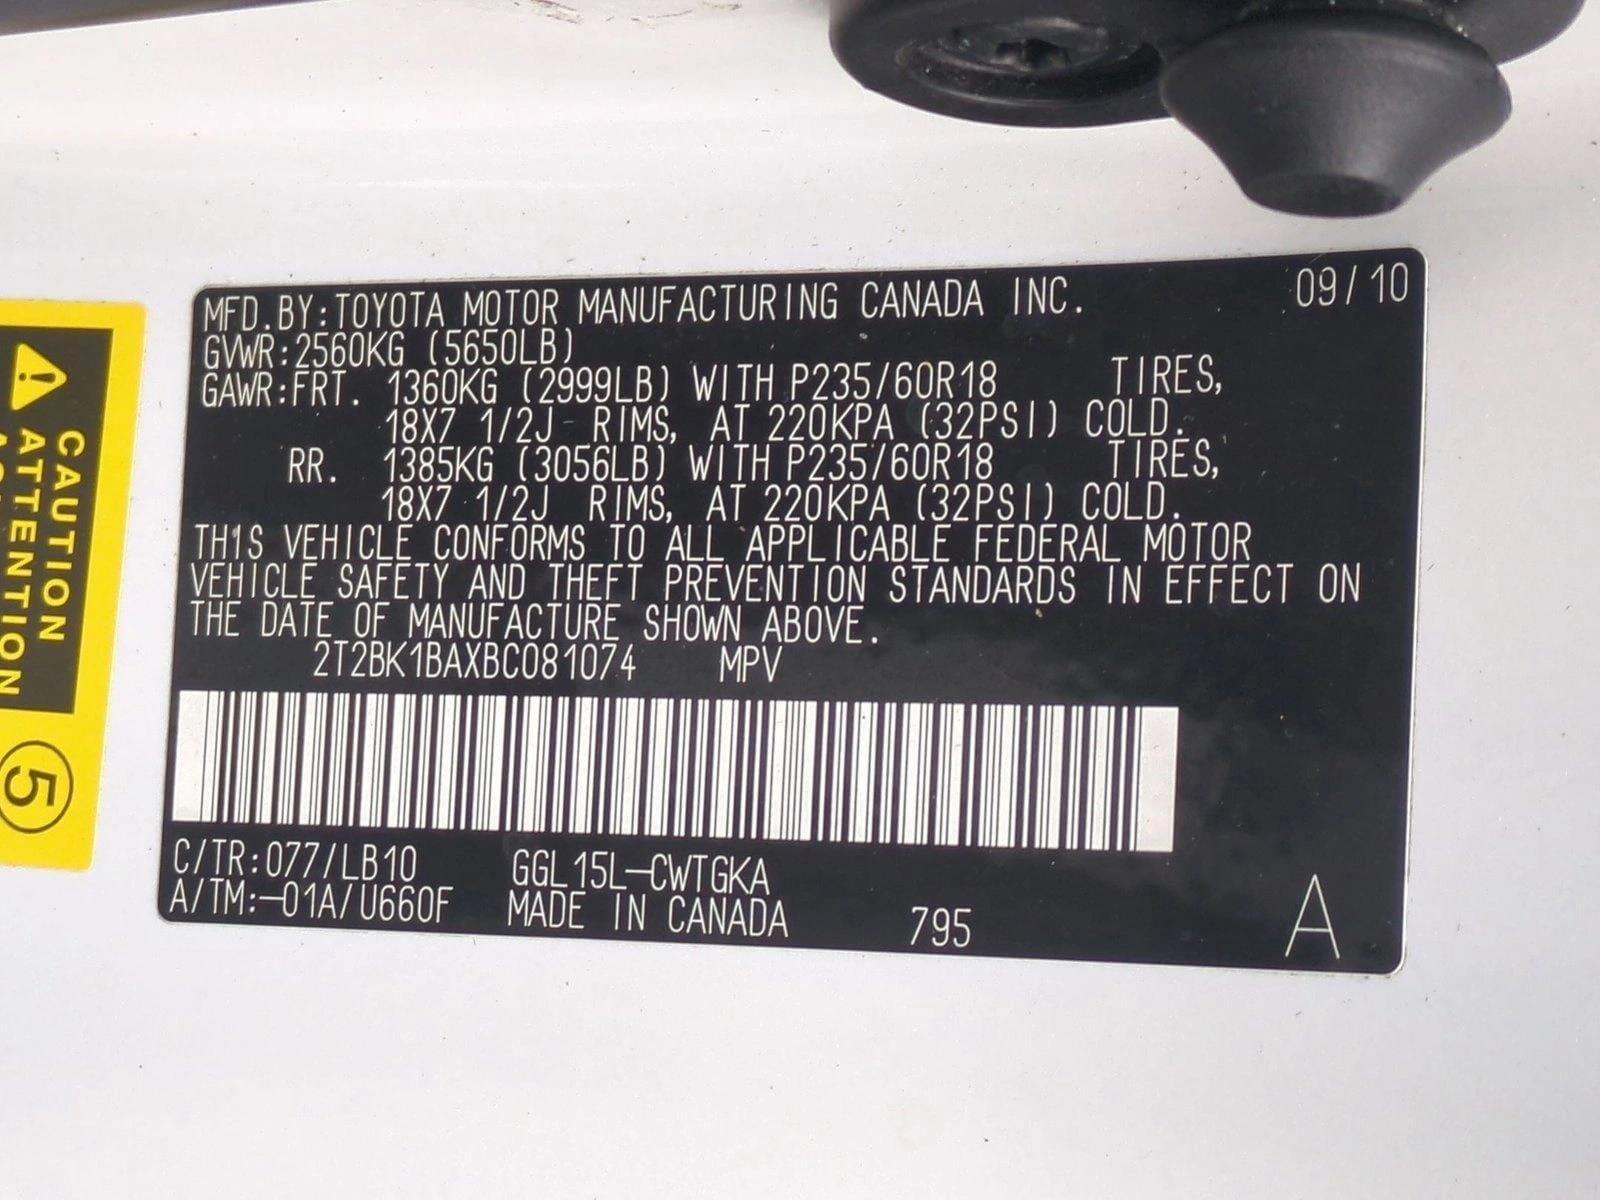 MFD.BY:TOYOTA MOTOR MANUFACTURING CANADA INC. 09/10
GVWR:2560KG (5650LB)
GAWR:FRT. 1360KG (2999LB) WITH P235/60R18 TIRES,
18X7 1/2J RIMS, AT 220KPA (32PSI) COLD.
RR. 1385KG (3056LB) WITH P235/60R18 TIRES,
18X7 1/2J RIMS, AT 220KPA (32PSI) COLD.
THIS VEHICLE CONFORMS TO ALL APPLICABLE FEDERAL MOTOR
VEHICLE SAFETY AND THEFT PREVENTION STANDARDS IN EFFECT ON
THE DATE OF MANUFACTURE SHOWN ABOVE.
2T2BK1BAXBC081074 MPV
C/TR:077/LB10 GGL15L-CWTGKA
A/TM:-01A/U660F MADE IN CANADA 795 A
CAUTION
ATTENTION
5